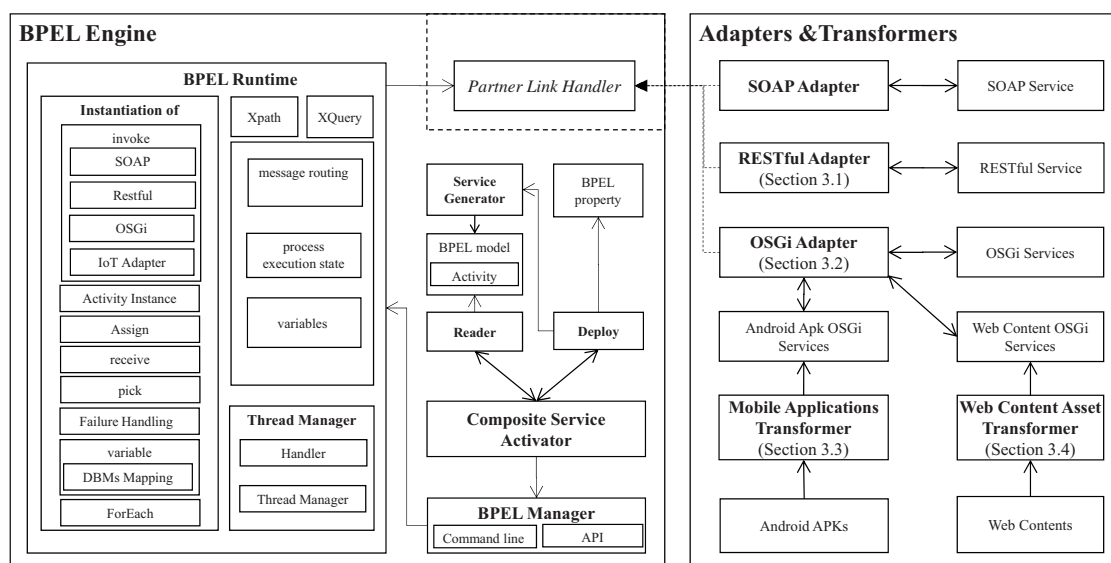 BPEL Engine
BPEL Runtime
Instantiation of
invoke
SOAP
Restful
OSGi
IoT Adapter
Activity Instance
Assign
receive
pick
Failure Handling
variable
DBMs Mapping
ForEach
Xpath
XQuery
message routing
process
execution state
variables
Thread Manager
Handler
Thread Manager
Partner Link Handler
Service
Generator
BPEL
property
BPEL model
Activity
Reader
Deploy
Composite Service
Activator
BPEL Manager
Command line
API
Adapters &Transformers
SOAP Adapter
SOAP Service
RESTful Adapter
(Section 3.1)
RESTful Service
OSGi Adapter
(Section 3.2)
OSGi Services
Android Apk OSGi
Services
Web Content OSGi
Services
Mobile Applications
Transformer
(Section 3.3)
Web Content Asset
Transformer
(Section 3.4)
Android APKs
Web Contents